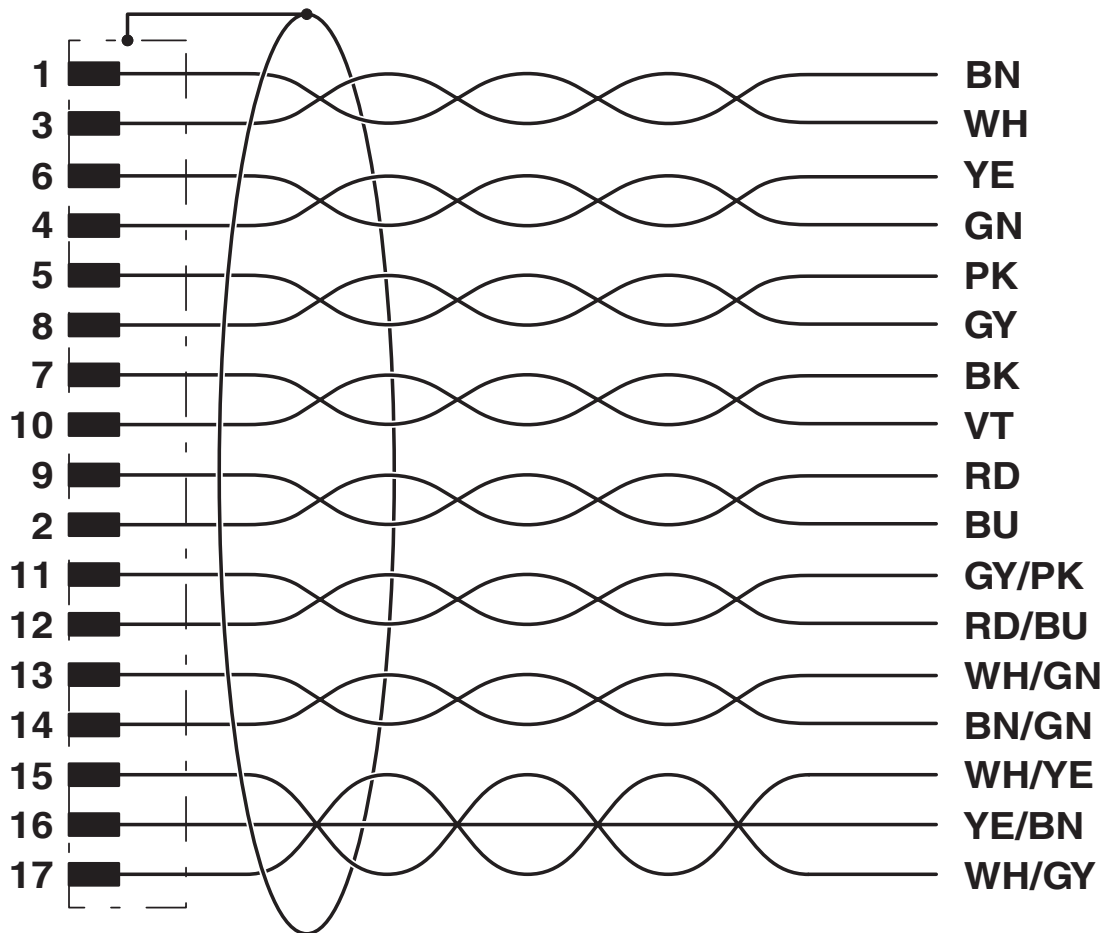 1 BN
3 WH
6 YE
4 GN
5 PK
8 GY
7 BK
10 VT
9 RD
2 BU
11 GY/PK
12 RD/BU
13 WH/GN
14 BN/GN
15 WH/YE
16 YE/BN
17 WH/GY